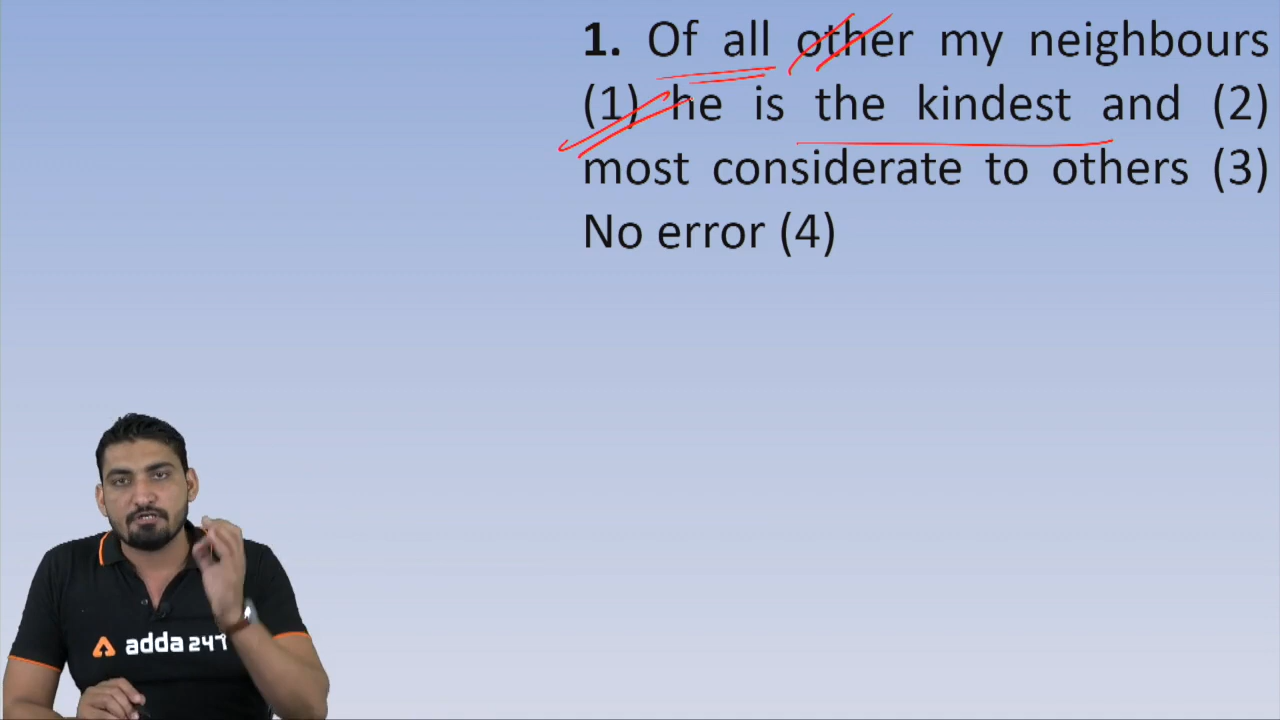 1. Of all other my neighbours
(1) he is the kindest and (2)
most considerate to others (3)
No error (4)
adda 247